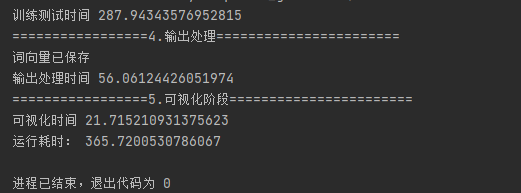 训练测试时间 287.94343576952815
=================4.输出处理=======================
词向量已保存
输出处理时间 56.06124426051974
=================5.可视化阶段=======================
可视化时间 21.715210931375623
运行耗时： 365.7200530786067
进程已结束，退出代码为 0